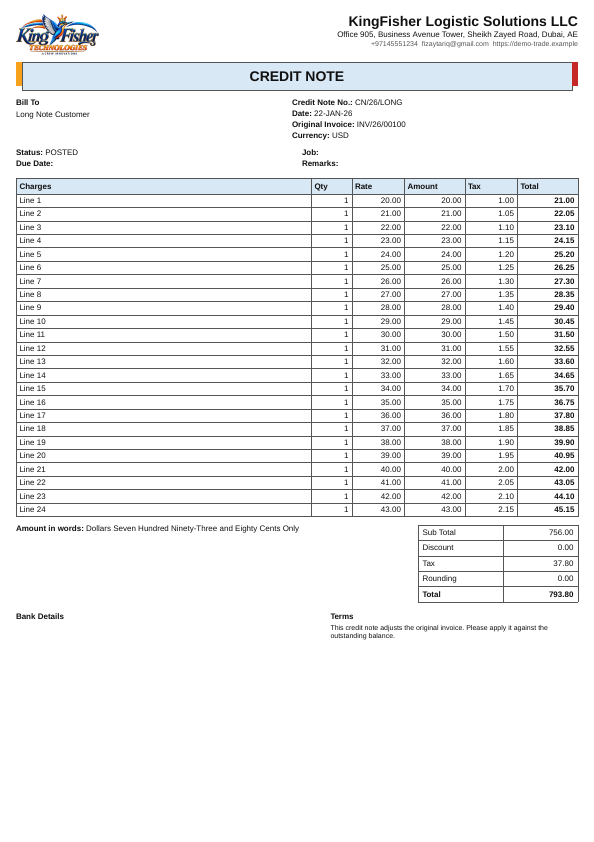 King Fisher
TECHNOLOGIES
KingFisher Logistic Solutions LLC
Office 905, Business Avenue Tower, Sheikh Zayed Road, Dubai, AE
+97145551234 fizaytariq@gmail.com https://demo-trade.example
CREDIT NOTE
Bill To
Long Note Customer
Credit Note No.: CN/26/LONG
Date: 22-JAN-26
Original Invoice: INV/26/00100
Currency: USD
Status: POSTED
Due Date:
Job:
Remarks:
Charges Qty Rate Amount Tax Total
Line 1 1 20.00 20.00 1.00 21.00
Line 2 1 21.00 21.00 1.05 22.05
Line 3 1 22.00 22.00 1.10 23.10
Line 4 1 23.00 23.00 1.15 24.15
Line 5 1 24.00 24.00 1.20 25.20
Line 6 1 25.00 25.00 1.25 26.25
Line 7 1 26.00 26.00 1.30 27.30
Line 8 1 27.00 27.00 1.35 28.35
Line 9 1 28.00 28.00 1.40 29.40
Line 10 1 29.00 29.00 1.45 30.45
Line 11 1 30.00 30.00 1.50 31.50
Line 12 1 31.00 31.00 1.55 32.55
Line 13 1 32.00 32.00 1.60 33.60
Line 14 1 33.00 33.00 1.65 34.65
Line 15 1 34.00 34.00 1.70 35.70
Line 16 1 35.00 35.00 1.75 36.75
Line 17 1 36.00 36.00 1.80 37.80
Line 18 1 37.00 37.00 1.85 38.85
Line 19 1 38.00 38.00 1.90 39.90
Line 20 1 39.00 39.00 1.95 40.95
Line 21 1 40.00 40.00 2.00 42.00
Line 22 1 41.00 41.00 2.05 43.05
Line 23 1 42.00 42.00 2.10 44.10
Line 24 1 43.00 43.00 2.15 45.15
Amount in words: Dollars Seven Hundred Ninety-Three and Eighty Cents Only
Sub Total 756.00
Discount 0.00
Tax 37.80
Rounding 0.00
Total 793.80
Bank Details
Terms
This credit note adjusts the original invoice. Please apply it against the
outstanding balance.